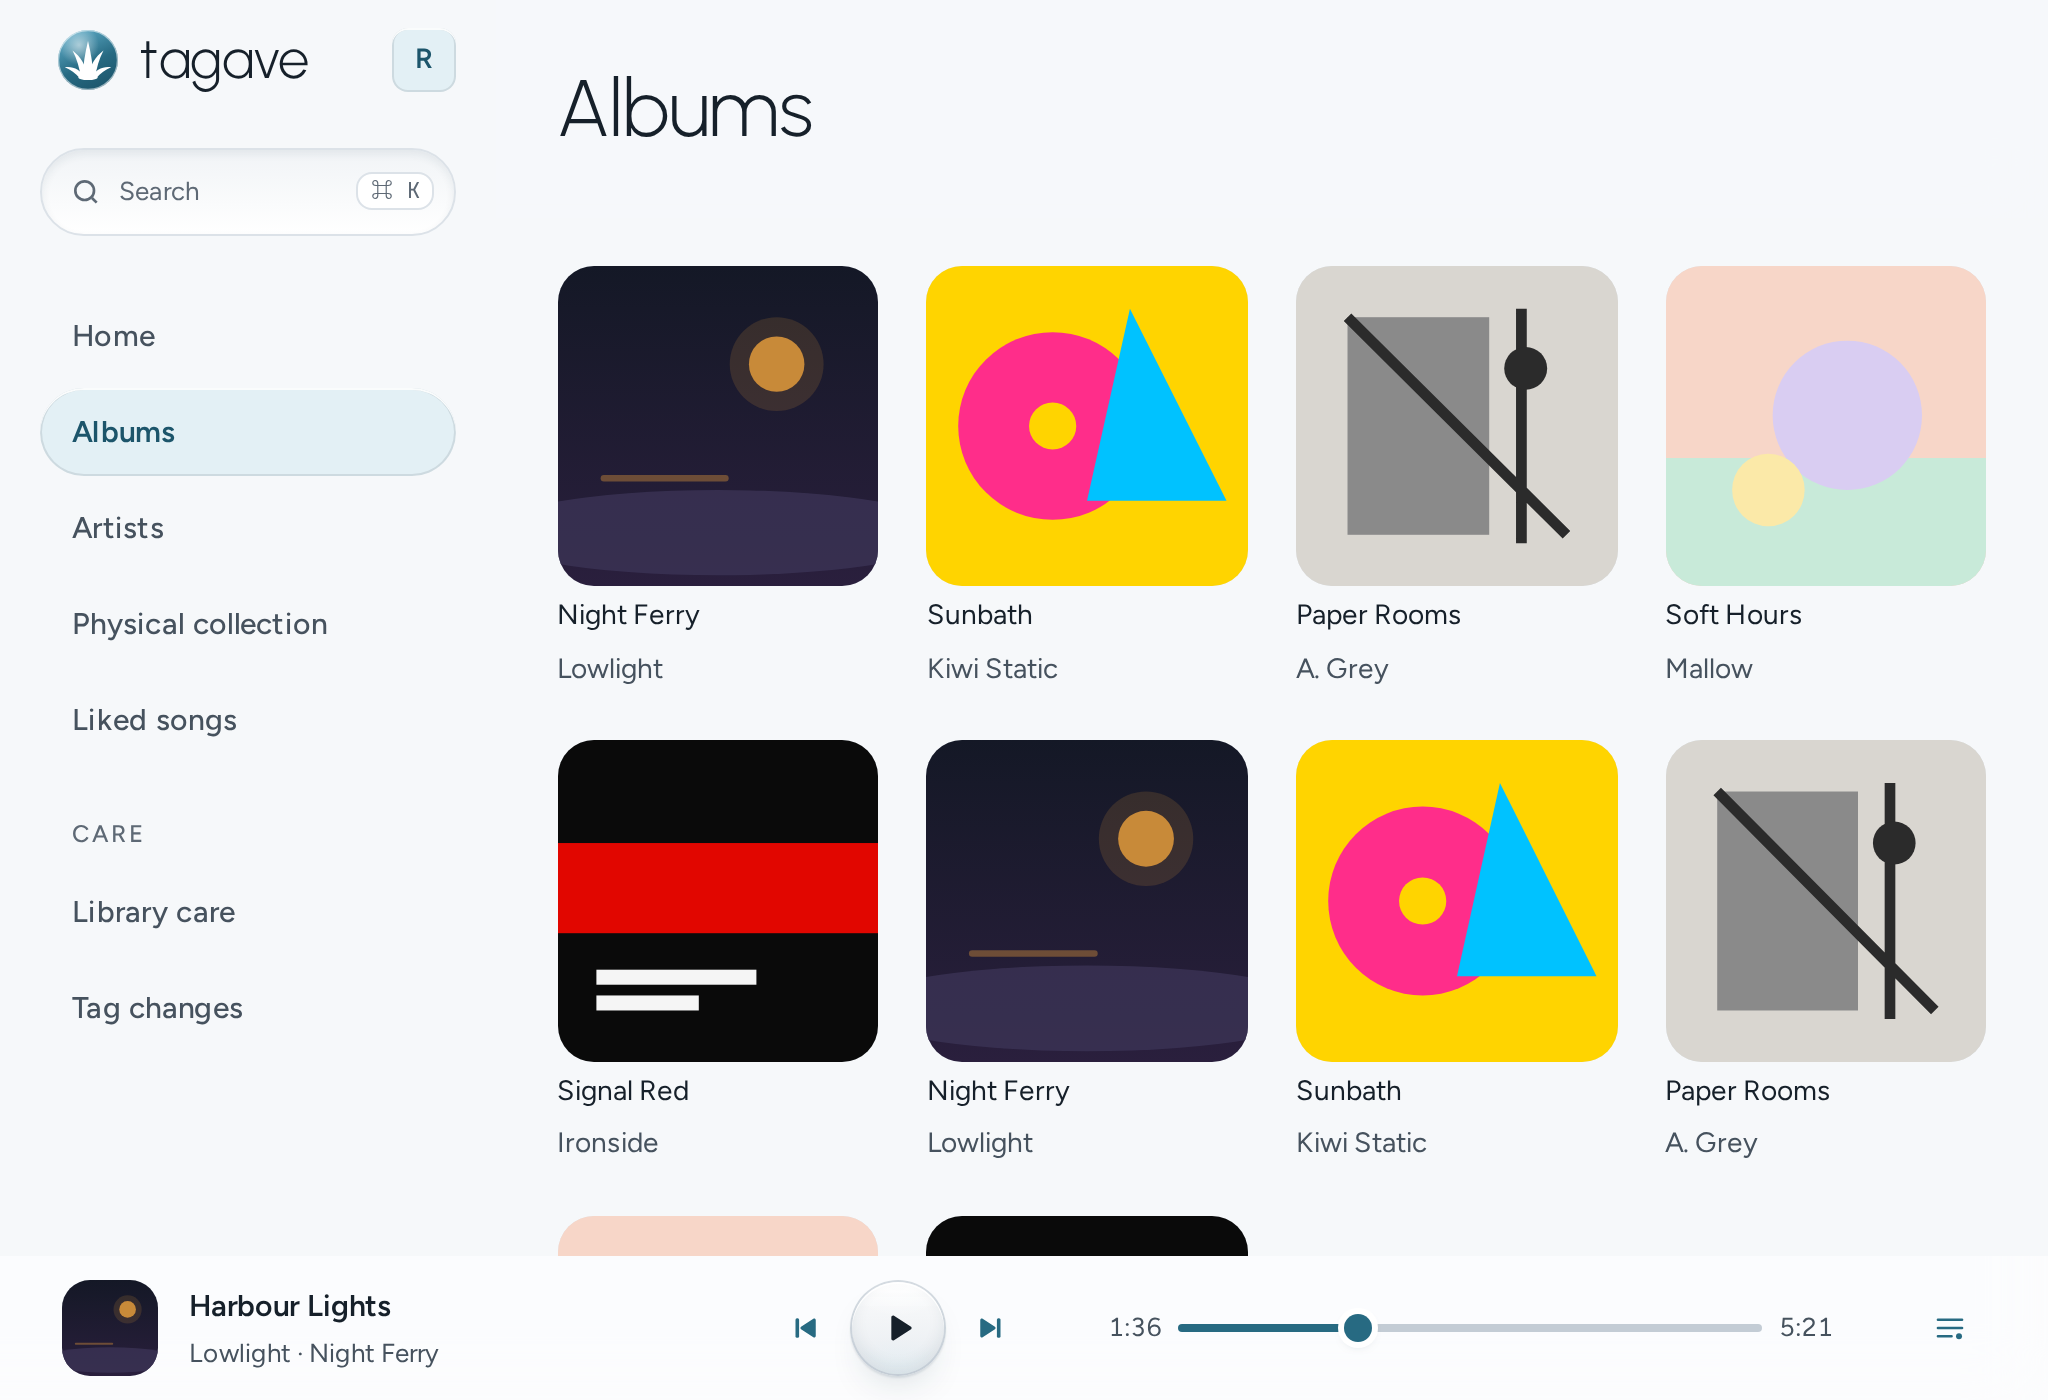 tagave
R
Search
⌘ K
Home
Albums
Artists
Physical collection
Liked songs
CARE
Library care
Tag changes
Albums
Night Ferry
Lowlight
Sunbath
Kiwi Static
Paper Rooms
A. Grey
Soft Hours
Mallow
Signal Red
Ironside
Night Ferry
Lowlight
Sunbath
Kiwi Static
Paper Rooms
A. Grey
Harbour Lights
Lowlight · Night Ferry
1:36
5:21